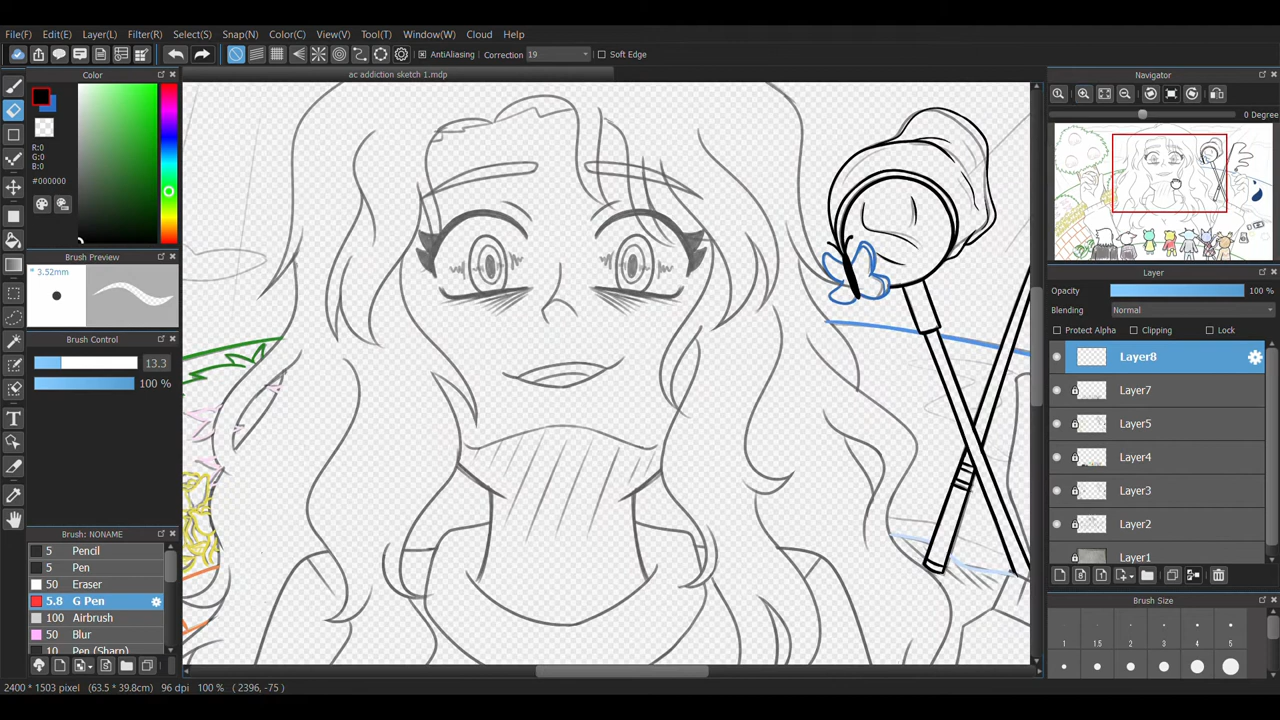 File(F) Edit(E) Layer(L) Filter(R) Select(S) Snap(N) Color(C) View(V) Tool(T) Window(W) Cloud Help
AntiAliasing Correction 19 Soft Edge
Color
ac addiction sketch 1.mdp
Navigator
0 Degree
R:0
G:0
B:0
#000000
Brush Preview
* 3.52mm
Layer
Opacity 100 %
Blending Normal
Protect Alpha Clipping Lock
Brush Control
13.3
100 %
Layer8
Layer7
Layer5
Layer4
Layer3
Layer2
Layer1
Brush: NONAME
5 Pencil
5 Pen
50 Eraser
5.8 G Pen
100 Airbrush
50 Blur
10 Pen (Sharp)
Brush Size
1 1.5 2 3 4 5
2400 * 1503 pixel (63.5 * 39.8cm) 96 dpi 100 % ( 2396, -75 )